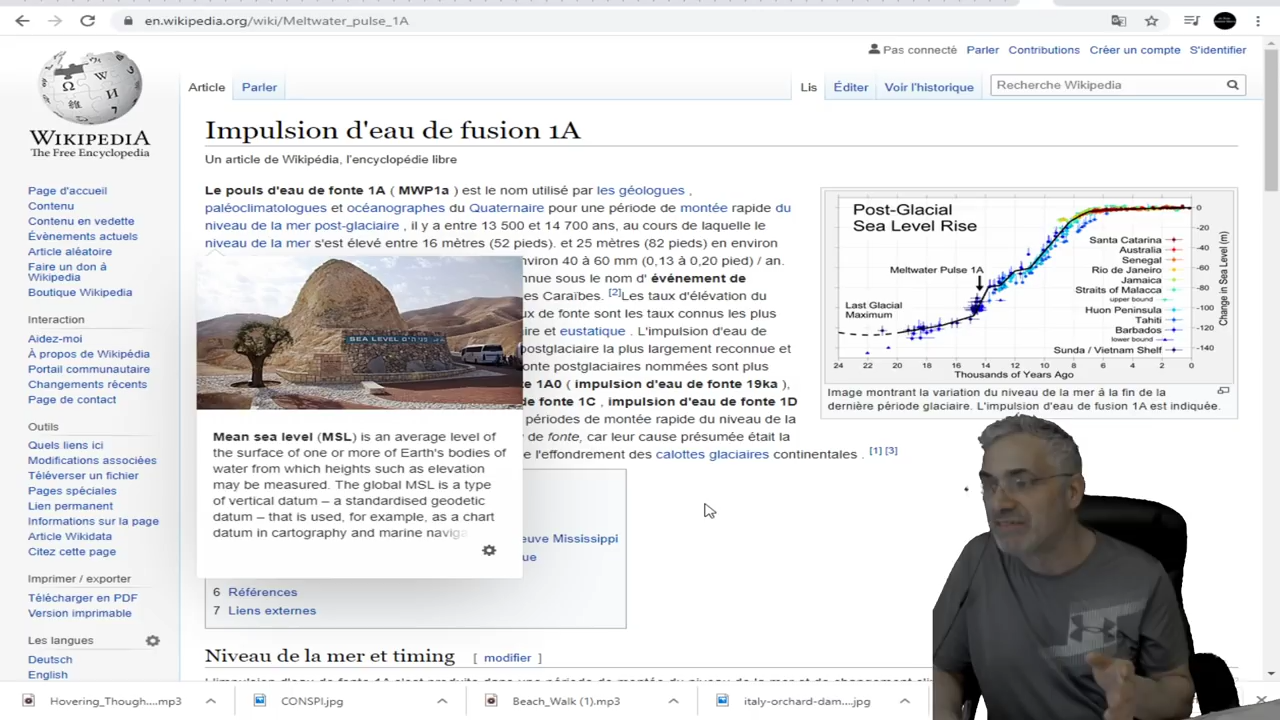 en.wikipedia.org/wiki/Meltwater_pulse_1A
Pas connecté Parler Contributions Créer un compte S'identifier
Article Parler
Lis Éditer Voir l'historique Recherche Wikipedia
WIKIPEDIA
The Free Encyclopedia
Page d'accueil
Contenu
Contenu en vedette
Évènements actuels
Article aléatoire
Faire un don à
Wikipedia
Boutique Wikipedia
Interaction
Aidez-moi
À propos de Wikipédia
Portail communautaire
Changements récents
Page de contact
Outils
Quels liens ici
Modifications associées
Téléverser un fichier
Pages spéciales
Lien permanent
Informations sur la page
Article Wikidata
Citez cette page
Imprimer / exporter
Télécharger en PDF
Version imprimable
Les langues
Deutsch
English
Impulsion d'eau de fusion 1A
Un article de Wikipédia, l'encyclopédie libre
Le pouls d'eau de fonte 1A ( MWP1a ) est le nom utilisé par les géologues ,
paléoclimatologues et océanographes du Quaternaire pour une période de montée rapide du
niveau de la mer post-glaciaire , il y a entre 13 500 et 14 700 ans, au cours de laquelle le
niveau de la mer s'est élevé entre 16 mètres (52 pieds). et 25 mètres (82 pieds) en environ
nviron 40 à 60 mm (0,13 à 0,20 pied) / an.
nnue sous le nom d' événement de
es Caraïbes. [2]Les taux d'élévation du
ux de fonte sont les taux connus les plus
ire et eustatique . L'impulsion d'eau de
ostglaciaire la plus largement reconnue et
onte postglaciaires nommées sont plus
e 1A0 ( impulsion d'eau de fonte 19ka ),
de fonte 1C , impulsion d'eau de fonte 1D
périodes de montée rapide du niveau de la
de fonte, car leur cause présumée était la
e l'effondrement des calottes glaciaires continentales . [1] [3]
Mean sea level (MSL) is an average level of
the surface of one or more of Earth's bodies of
water from which heights such as elevation
may be measured. The global MSL is a type
of vertical datum – a standardised geodetic
datum – that is used, for example, as a chart
datum in cartography and marine naviga
euve Mississippi
ue
6 Références
7 Liens externes
Niveau de la mer et timing [ modifier ]
Post-Glacial
Sea Level Rise
Meltwater Pulse 1A
Last Glacial
Maximum
Santa Catarina
Australia
Senegal
Rio de Janeiro
Jamaica
Straits of Malacca
upper bound
Huon Peninsula
Tahiti
Barbados
lower bound
Sunda / Vietnam Shelf
0
-20
-40
-60
-80
-100
-120
-140
Change in Sea Level (m)
24 22 20 18 16 14 12 10 8 6 4 2 0
Thousands of Years Ago
Image montrant la variation du niveau de la mer à la fin de la
dernière période glaciaire. L'impulsion d'eau de fusion 1A est indiquée.
Hovering_Though....mp3 CONSPI.jpg Beach_Walk (1).mp3 italy-orchard-dam....jpg